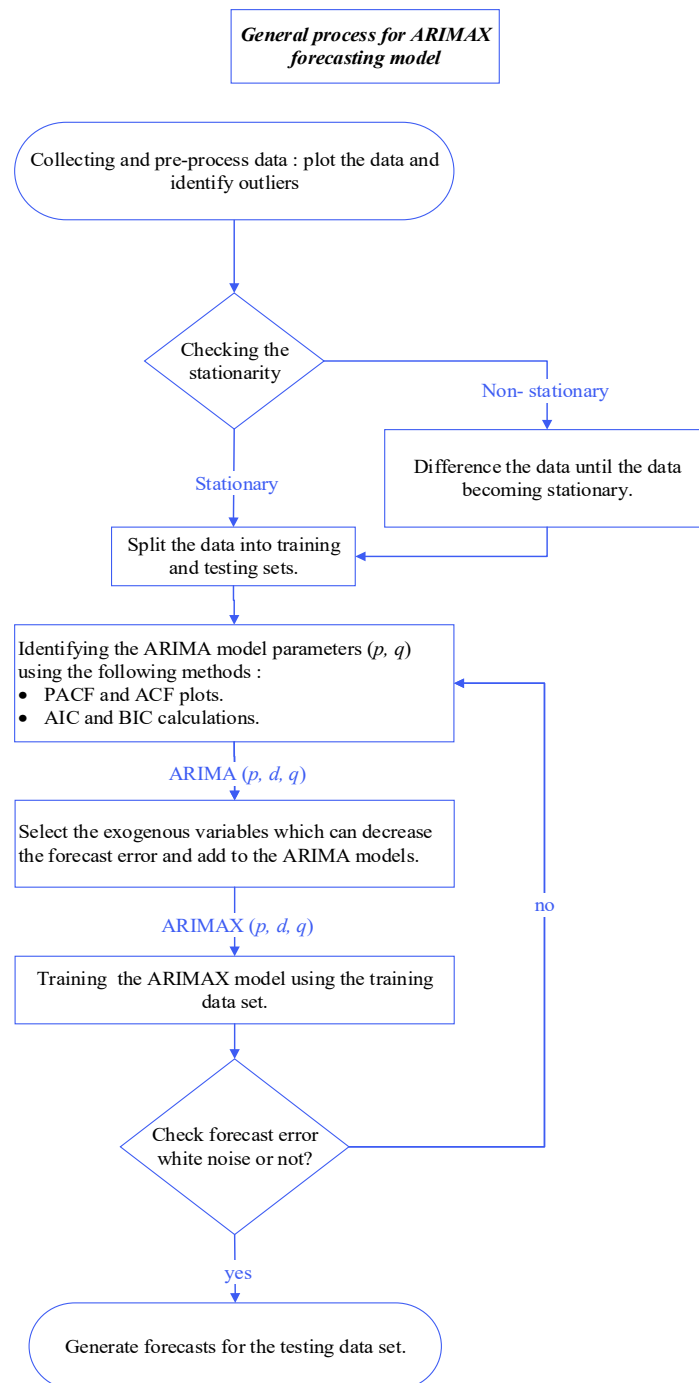 General process for ARIMAX
forecasting model
Collecting and pre-process data : plot the data and
identify outliers
Checking the
stationarity
Non- stationary
Difference the data until the data
becoming stationary.
Stationary
Split the data into training
and testing sets.
Identifying the ARIMA model parameters (p, q)
using the following methods :
• PACF and ACF plots.
• AIC and BIC calculations.
ARIMA (p, d, q)
Select the exogenous variables which can decrease
the forecast error and add to the ARIMA models.
no
ARIMAX (p, d, q)
Training the ARIMAX model using the training
data set.
Check forecast error
white noise or not?
yes
Generate forecasts for the testing data set.